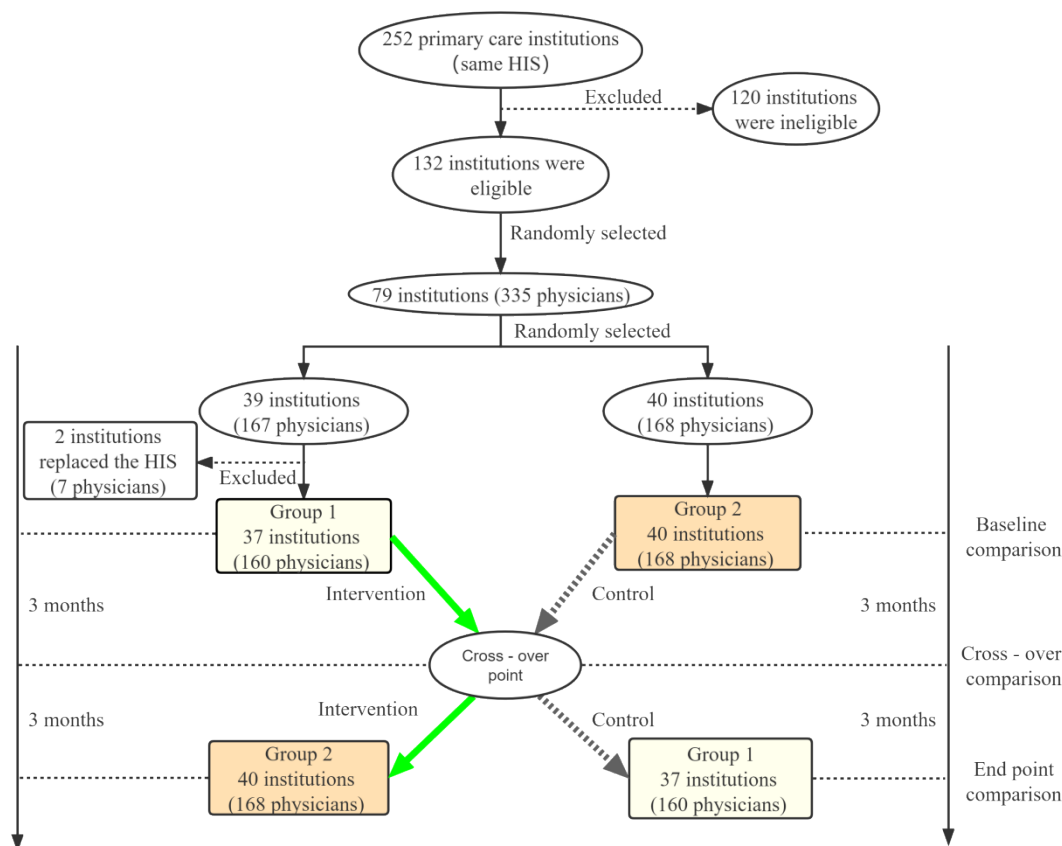 252 primary care institutions
(same HIS)
Excluded
120 institutions
were ineligible
132 institutions were
eligible
Randomly selected
79 institutions (335 physicians)
Randomly selected
39 institutions
(167 physicians)
40 institutions
(168 physicians)
2 institutions
replaced the HIS
(7 physicians)
Excluded
Group 1
37 institutions
(160 physicians)
Group 2
40 institutions
(168 physicians)
Baseline
comparison
3 months
Intervention
Control
3 months
Cross - over
point
Cross - over
comparison
3 months
Intervention
Control
3 months
Group 2
40 institutions
(168 physicians)
Group 1
37 institutions
(160 physicians)
End point
comparison